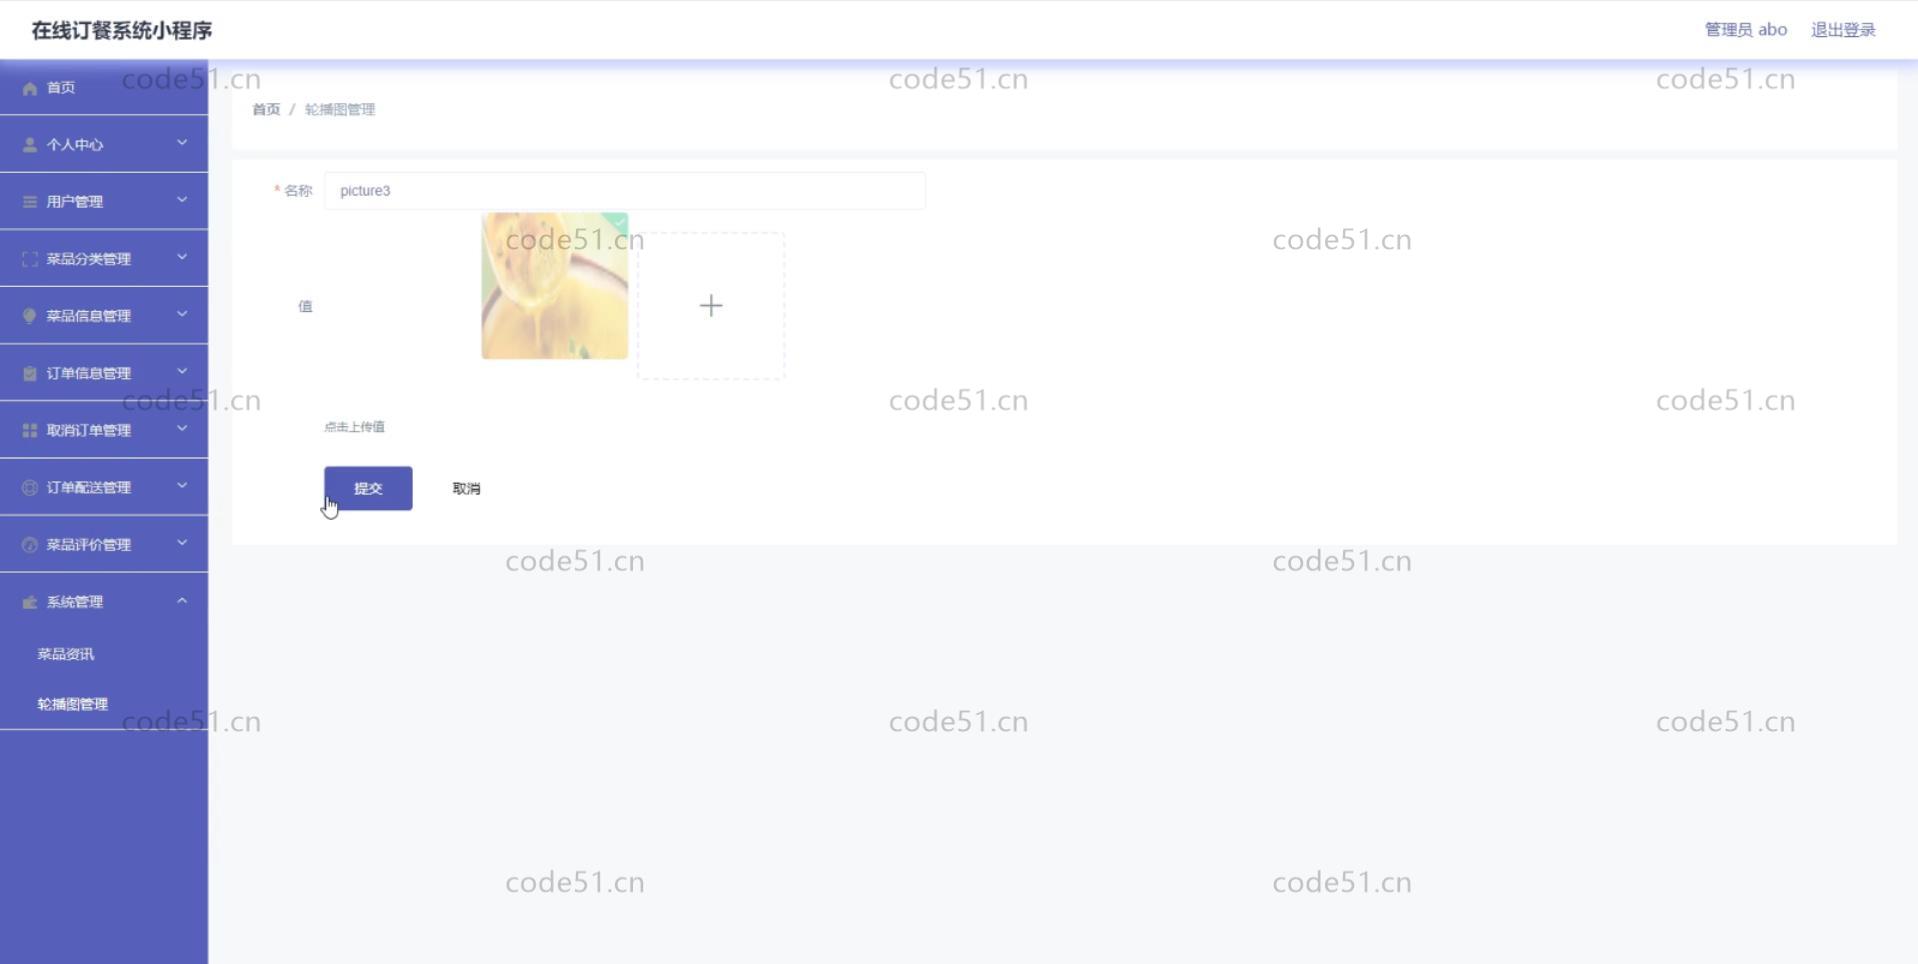 在线订餐系统小程序
管理员 abo
退出登录
首页
code51.cn
code51.cn
code51.cn
首页 / 轮播图管理
个人中心
* 名称
picture3
用户管理
code51.cn
code51.cn
菜品分类管理
值
菜品信息管理
订单信息管理
code51.cn
code51.cn
code51.cn
点击上传值
取消订单管理
提交
取消
订单配送管理
菜品评价管理
code51.cn
code51.cn
系统管理
菜品资讯
轮播图管理
code51.cn
code51.cn
code51.cn
code51.cn
code51.cn